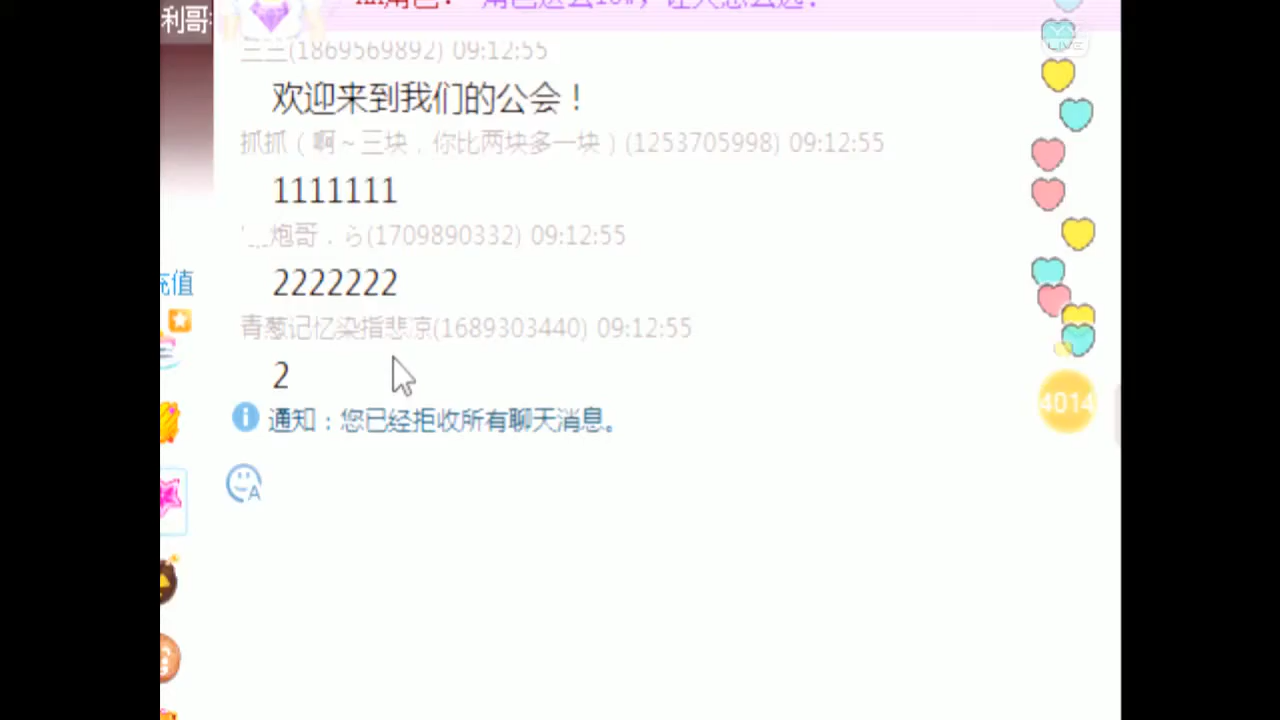 利哥
三三(1869569892) 09:12:55
YY
LIVE
欢迎来到我们的公会！
抓抓（啊～三块．你比两块多一块）(1253705998) 09:12:55
1111111
炮哥．ら(1709890332) 09:12:55
2222222
充值
青葱记忆染指悲凉(1689303440) 09:12:55
2
4014
通知：您已经拒收所有聊天消息。